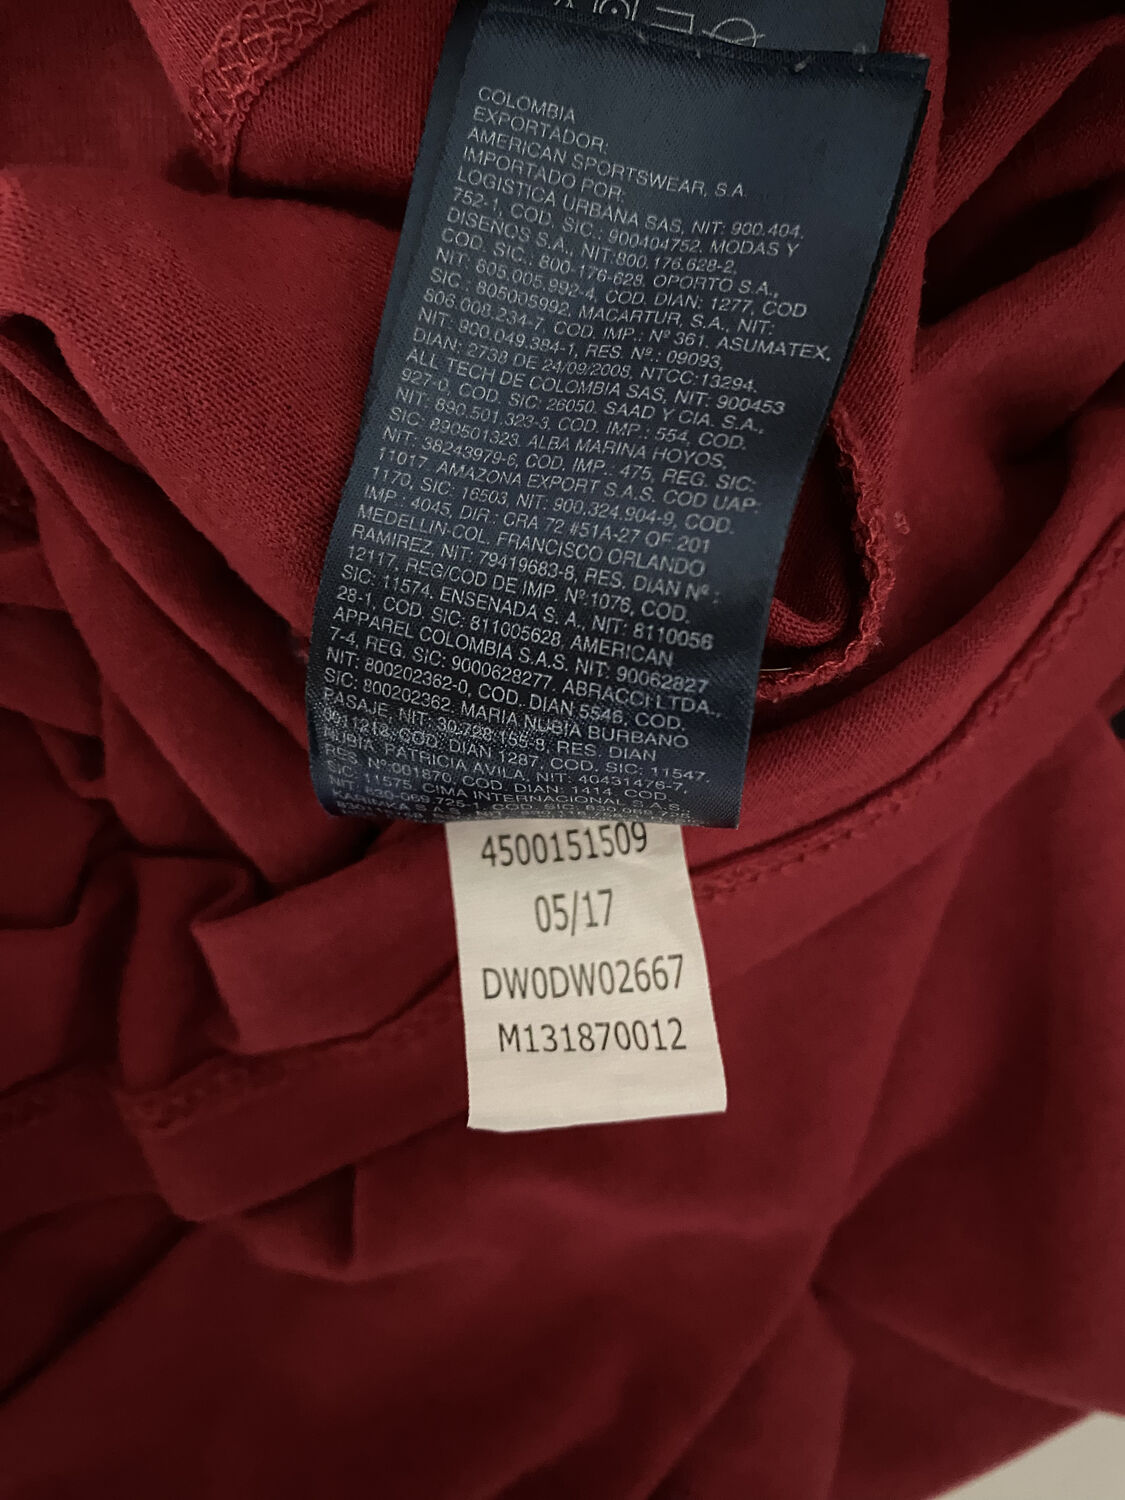 COLOMBIA
EXPORTADOR:
AMERICAN SPORTSWEAR, S.A.
IMPORTADO POR:
LOGISTICA URBANA SAS, NIT: 900.404.
752-1, COD. SIC.: 900404752. MODAS Y
DISENOS S.A., NIT:800.176.628-2,
COD. SIC.: 800-176-628. OPORTO S.A.,
NIT: 805.005.992-4, COD. DIAN: 1277, COD
SIC.: 805005992. MACARTUR, S.A., NIT:
806.008.234-7, COD. IMP.: Nº 361. ASUMATEX,
NIT: 900.049.384-1, RES. Nº.: 09093,
DIAN: 2738 DE 24/09/2008, NTCC:13294.
ALL TECH DE COLOMBIA SAS, NIT: 900453
927-0, COD. SIC: 26050. SAAD Y CIA. S.A.,
NIT: 890.501.323-3, COD. IMP.: 554, COD.
SIC: 890501323. ALBA MARINA HOYOS,
NIT: 38243979-6, COD. IMP.: 475, REG. SIC:
11017. AMAZONA EXPORT S.A.S. COD UAP:
1170, SIC: 16503, NIT: 900.324.904-9, COD.
IMP.: 4045, DIR.: CRA 72 #51A-27 OF 201
MEDELLIN-COL. FRANCISCO ORLANDO
RAMIREZ, NIT: 79419683-8, RES. DIAN Nº.:
12117, REG/COD DE IMP. Nº:1076, COD.
SIC: 11574. ENSENADA S. A., NIT: 8110056
28-1, COD. SIC: 811005628. AMERICAN
APPAREL COLOMBIA S.A.S. NIT: 90062827
7-4, REG. SIC: 9000628277. ABRACCI LTDA.,
NIT: 800202362-0, COD. DIAN 5546, COD.
SIC: 800202362. MARIA NUBIA BURBANO
PASAJE, NIT: 30.728.155-8, RES. DIAN
COD. DIAN 1287, COD. SIC: 11547.
NUBIA PATRICIA AVILA, NIT: 40431476-7,
RES. Nº:001870, COD. DIAN: 1414, COD.
SIC: 11575. CIMA INTERNACIONAL S.A.S.
4500151509
05/17
DW0DW02667
M131870012